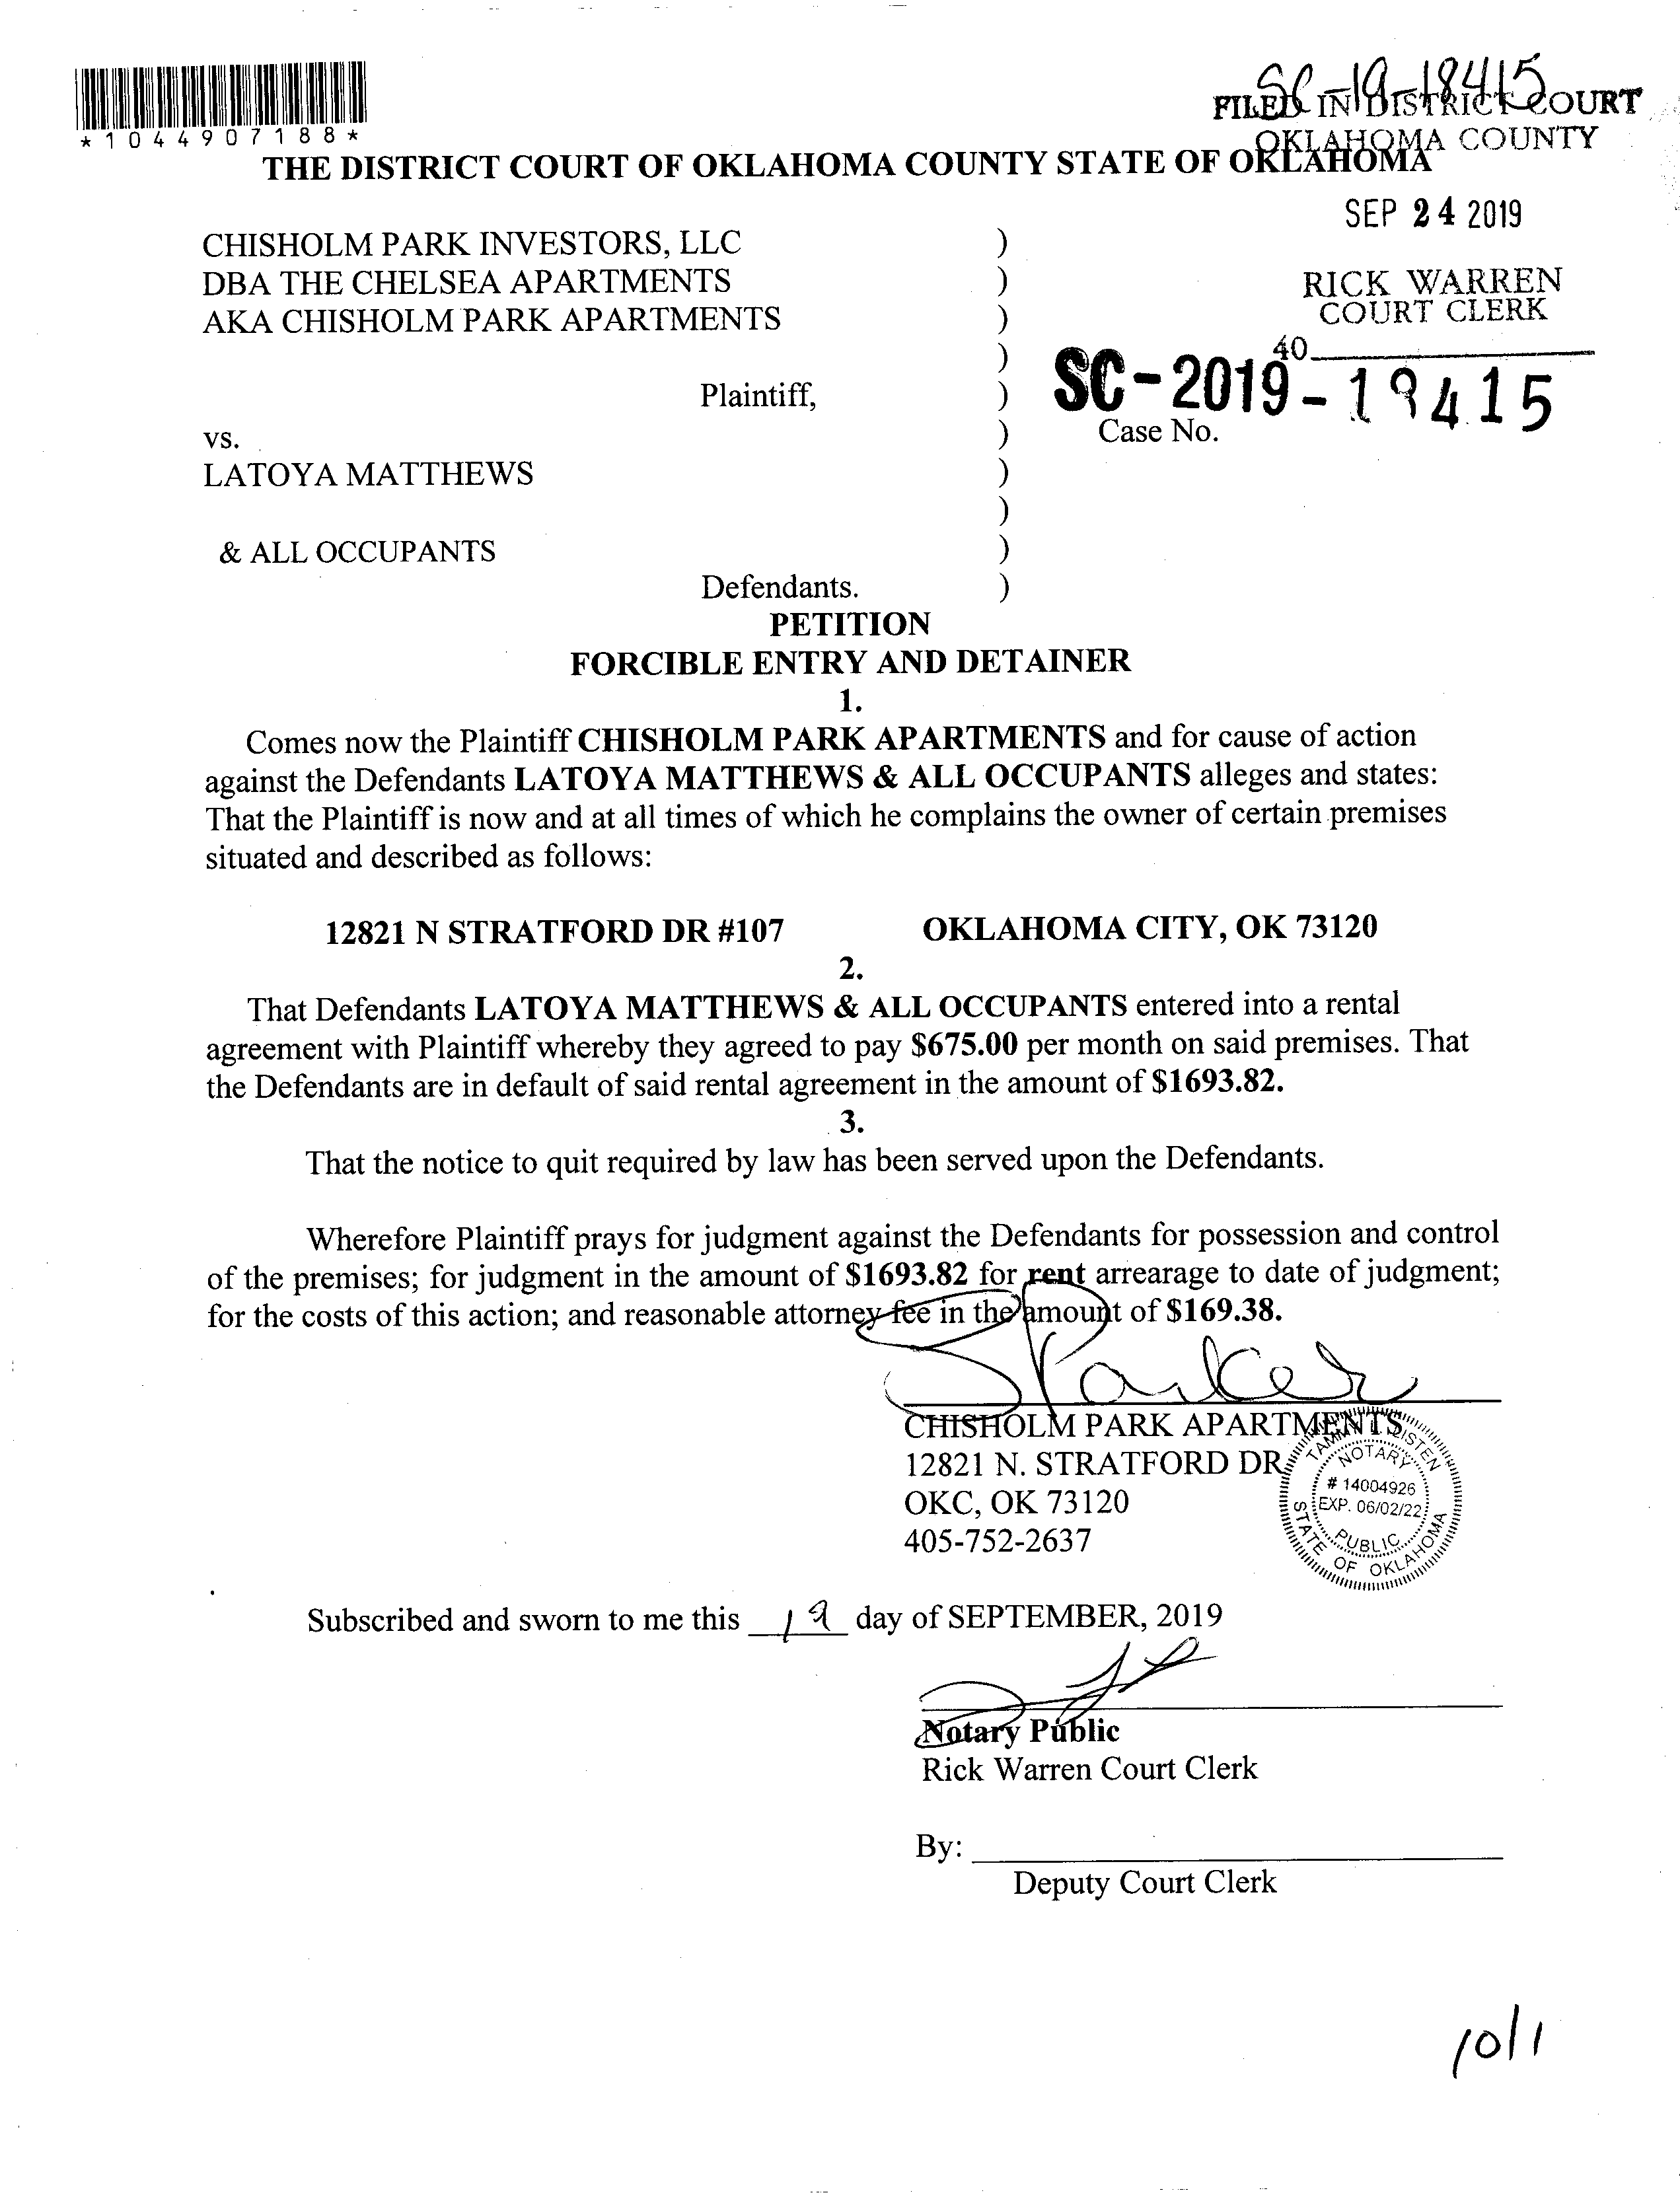 SC-19-18415
*1044907188*
FILED IN DISTRICT COURT
OKLAHOMA COUNTY
THE DISTRICT COURT OF OKLAHOMA COUNTY STATE OF OKLAHOMA
SEP 24 2019
CHISHOLM PARK INVESTORS, LLC )
DBA THE CHELSEA APARTMENTS )
AKA CHISHOLM PARK APARTMENTS )
RICK WARREN
COURT CLERK
40
)
Plaintiff, )
SC-2019-18415
vs. )
Case No.
LATOYA MATTHEWS )
)
& ALL OCCUPANTS )
Defendants. )
PETITION
FORCIBLE ENTRY AND DETAINER
1.
Comes now the Plaintiff CHISHOLM PARK APARTMENTS and for cause of action
against the Defendants LATOYA MATTHEWS & ALL OCCUPANTS alleges and states:
That the Plaintiff is now and at all times of which he complains the owner of certain premises
situated and described as follows:
12821 N STRATFORD DR #107 OKLAHOMA CITY, OK 73120
2.
That Defendants LATOYA MATTHEWS & ALL OCCUPANTS entered into a rental
agreement with Plaintiff whereby they agreed to pay $675.00 per month on said premises. That
the Defendants are in default of said rental agreement in the amount of $1693.82.
3.
That the notice to quit required by law has been served upon the Defendants.
Wherefore Plaintiff prays for judgment against the Defendants for possession and control
of the premises; for judgment in the amount of $1693.82 for rent arrearage to date of judgment;
for the costs of this action; and reasonable attorney fee in the amount of $169.38.
S Parker
CHISHOLM PARK APARTMENTS
12821 N. STRATFORD DR
OKC, OK 73120
405-752-2637
NOTARY
# 14004926
EXP. 06/02/22
PUBLIC
STATE OF OKLAHOMA
Subscribed and sworn to me this 19 day of SEPTEMBER, 2019
Notary Public
Rick Warren Court Clerk
By:
Deputy Court Clerk
10/1